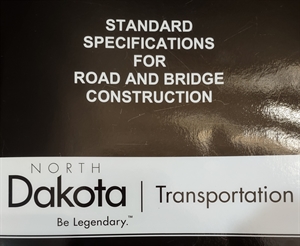 STANDARD
SPECIFICATIONS
FOR
ROAD AND BRIDGE
CONSTRUCTION
NORTH
Dakota | Transportation
Be Legendary.™